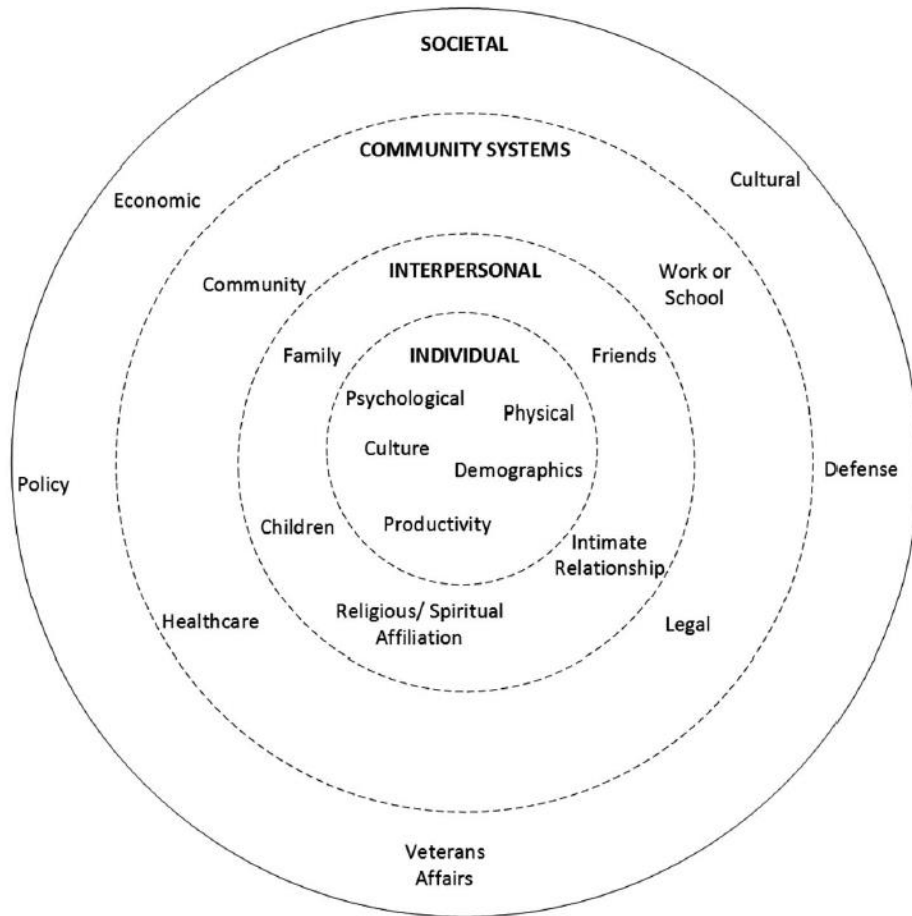 SOCIETAL
COMMUNITY SYSTEMS
Cultural
Economic
INTERPERSONAL
Work or
School
Community
Family
INDIVIDUAL
Friends
Psychological
Physical
Culture
Demographics
Policy
Defense
Children
Productivity
Intimate
Relationship
Religious/ Spiritual
Affiliation
Healthcare
Legal
Veterans
Affairs